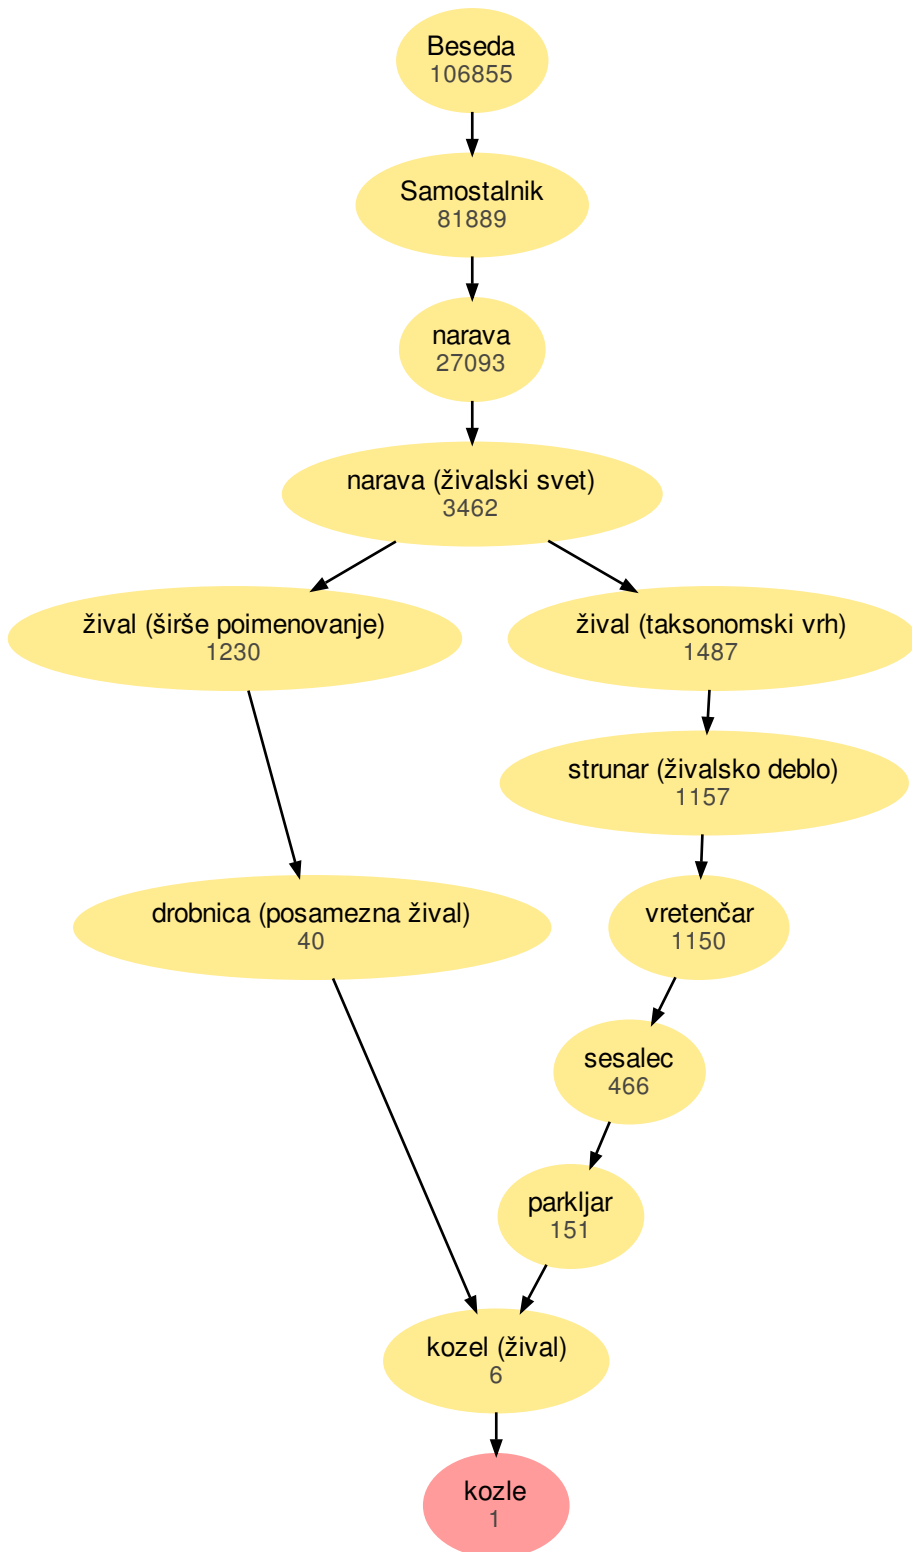 Beseda
106855
Samostalnik
81889
narava
27093
narava (živalski svet)
3462
žival (širše poimenovanje)
1230
žival (taksonomski vrh)
1487
strunar (živalsko deblo)
1157
drobnica (posamezna žival)
40
vretenčar
1150
sesalec
466
parkljar
151
kozel (žival)
6
kozle
1